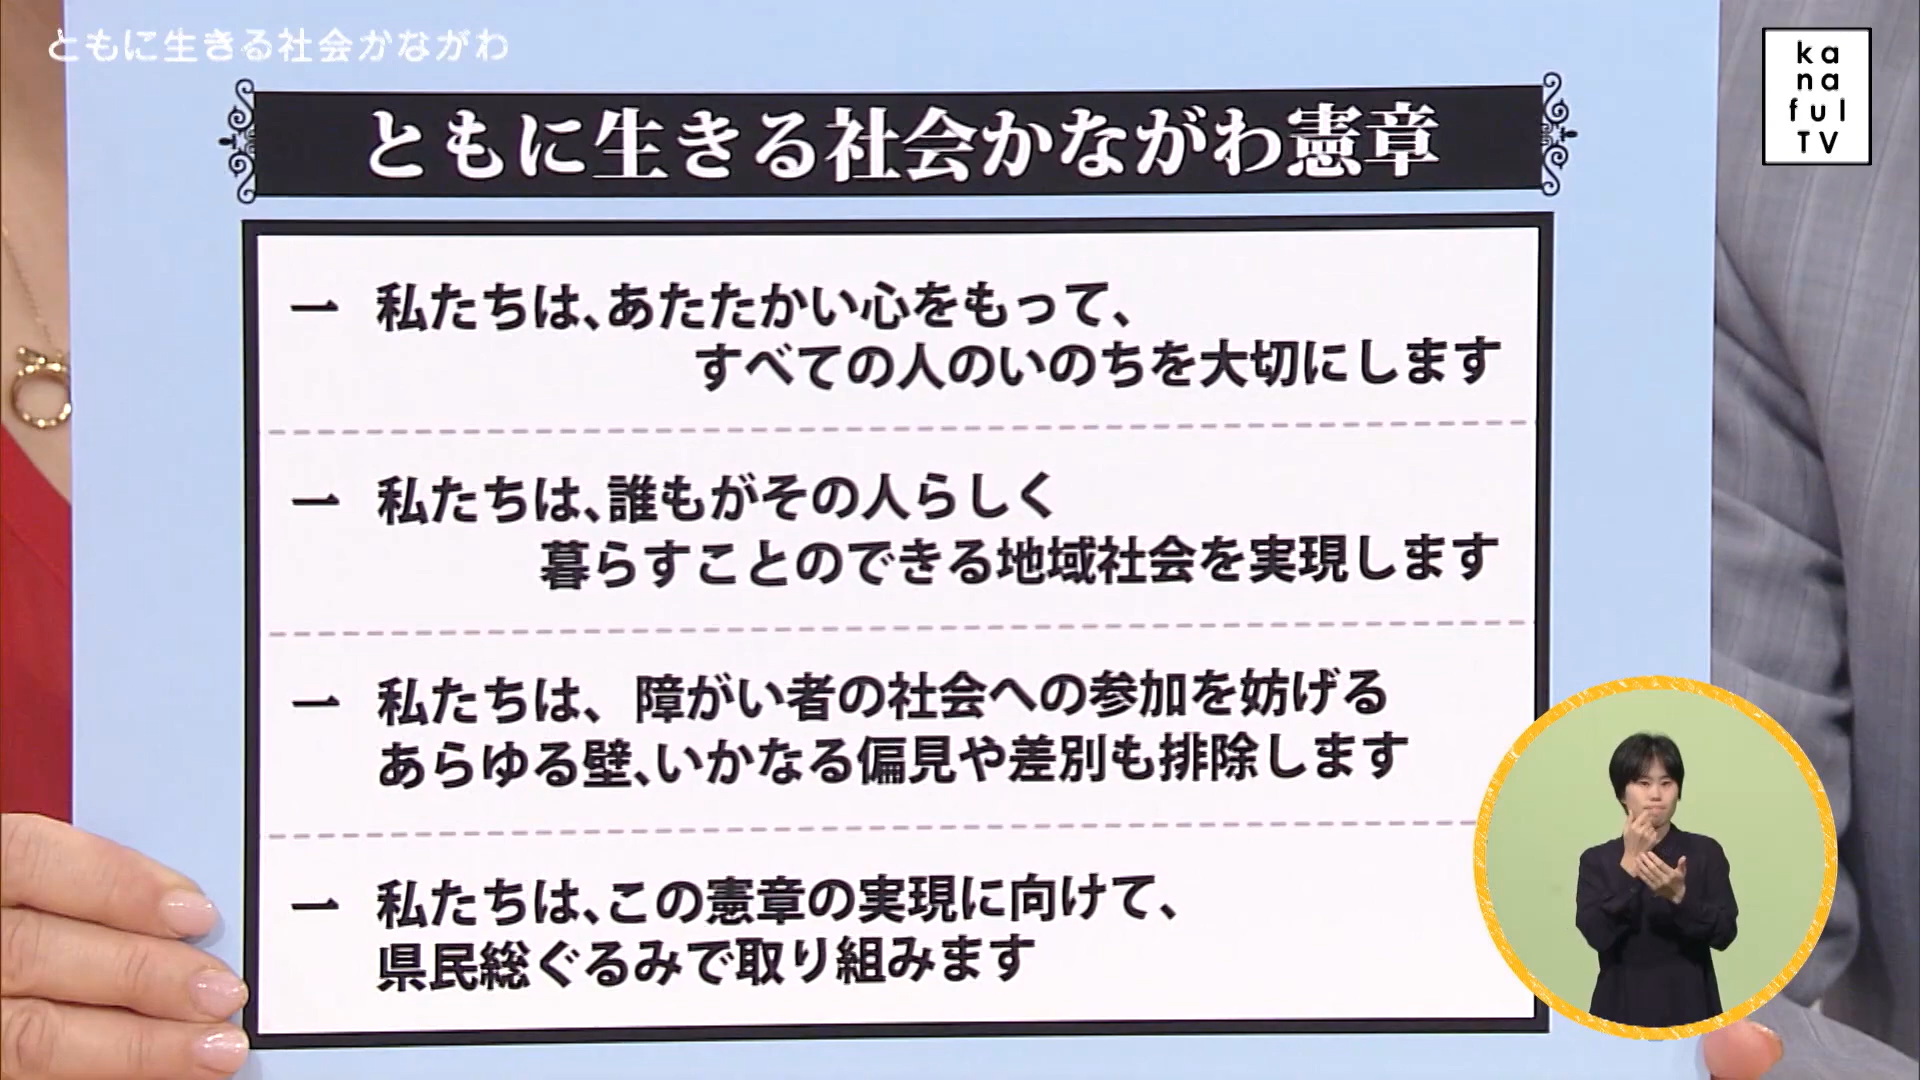 ともに生きる社会かながわ
ka
na
ful
TV
ともに生きる社会かながわ憲章
一 私たちは、あたたかい心をもって、
すべての人のいのちを大切にします
一 私たちは、誰もがその人らしく
暮らすことのできる地域社会を実現します
一 私たちは、障がい者の社会への参加を妨げる
あらゆる壁、いかなる偏見や差別も排除します
一 私たちは、この憲章の実現に向けて、
県民総ぐるみで取り組みます